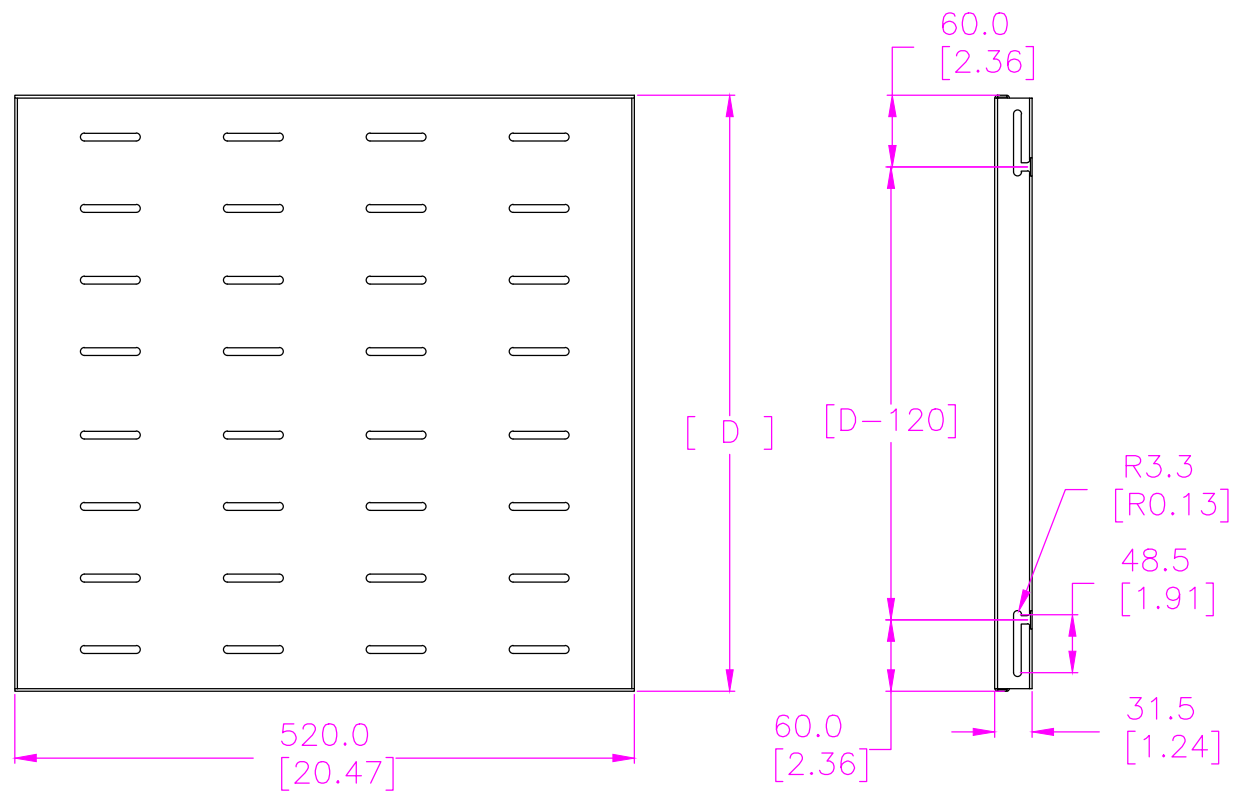 60.0
[2.36]
[ D ]
[D-120]
R3.3
[R0.13]
48.5
[1.91]
520.0
[20.47]
60.0
[2.36]
31.5
[1.24]